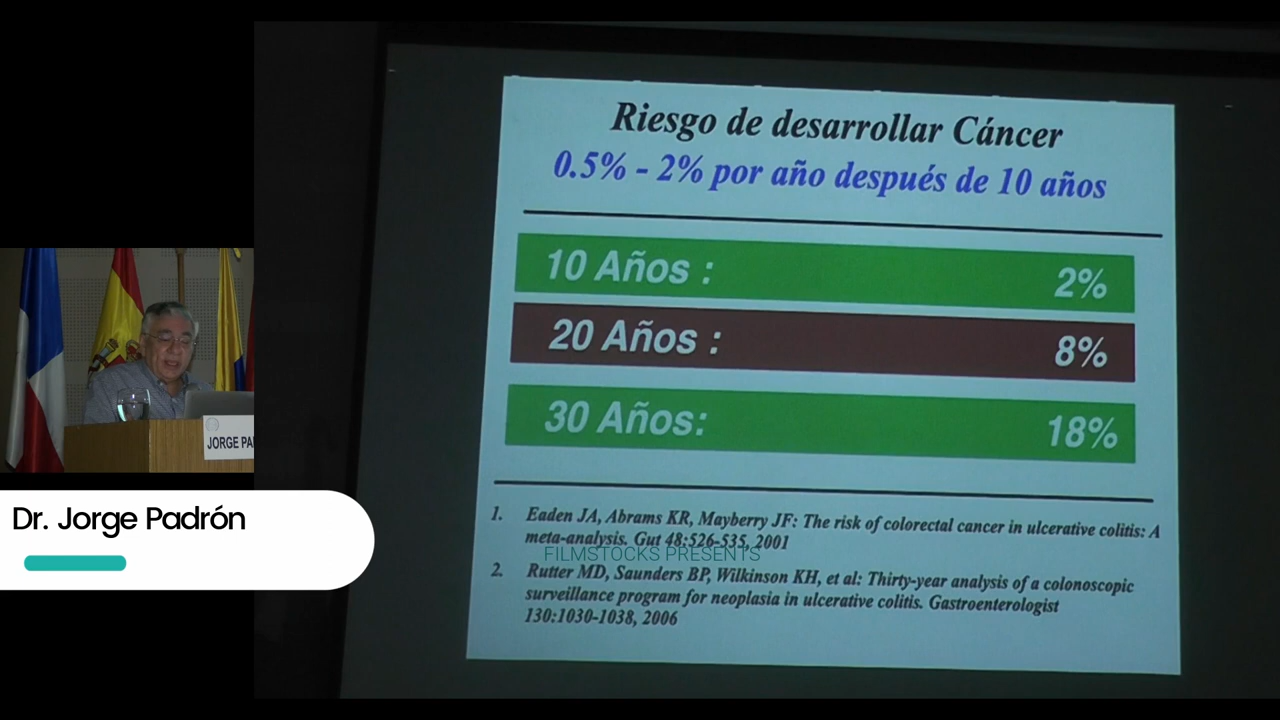 Riesgo de desarrollar Cáncer
0.5% - 2% por año después de 10 años
10 Años : 2%
20 Años : 8%
30 Años: 18%
1. Eaden JA, Abrams KR, Mayberry JF: The risk of colorectal cancer in ulcerative colitis: A
meta-analysis. Gut 48:526-535, 2001
FILMSTOCKS PRESENTS
2. Rutter MD, Saunders BP, Wilkinson KH, et al: Thirty-year analysis of a colonoscopic
surveillance program for neoplasia in ulcerative colitis. Gastroenterologist
130:1030-1038, 2006
JORGE PA
Dr. Jorge Padrón